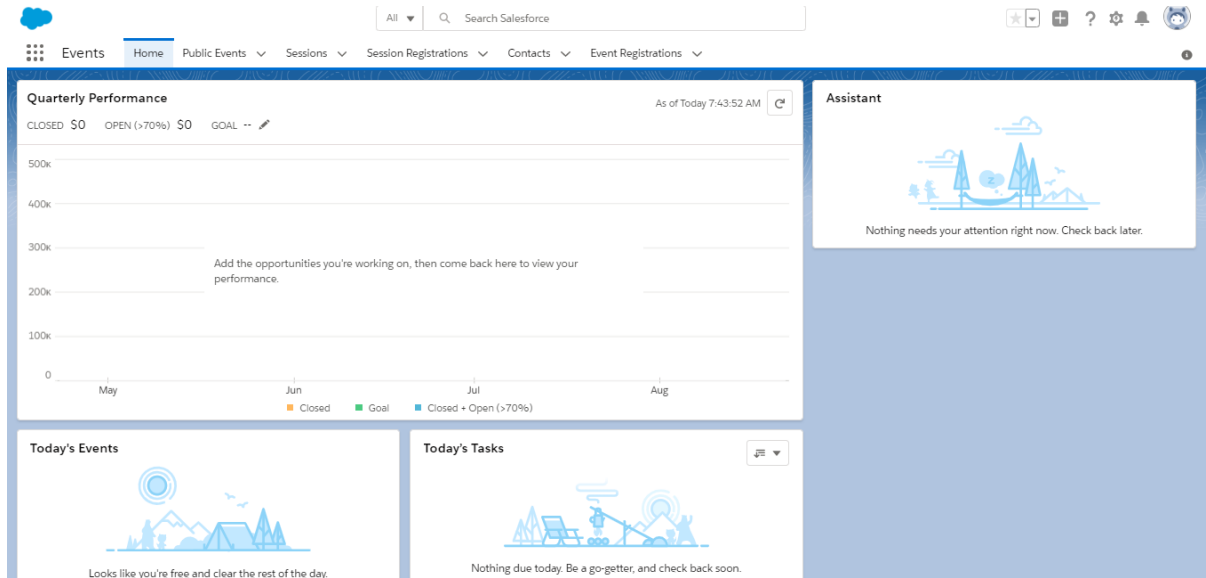 All
Search Salesforce
Events
Home
Public Events
Sessions
Session Registrations
Contacts
Event Registrations
Quarterly Performance
As of Today 7:43:52 AM
CLOSED $0 OPEN (>70%) $0 GOAL --
500K
400K
300K
200K
100K
0
Add the opportunities you're working on, then come back here to view your
performance.
May
Jun
Jul
Aug
Closed
Goal
Closed + Open (>70%)
Assistant
z
Nothing needs your attention right now. Check back later.
Today's Events
Looks like you're free and clear the rest of the day.
Today's Tasks
Nothing due today. Be a go-getter, and check back soon.